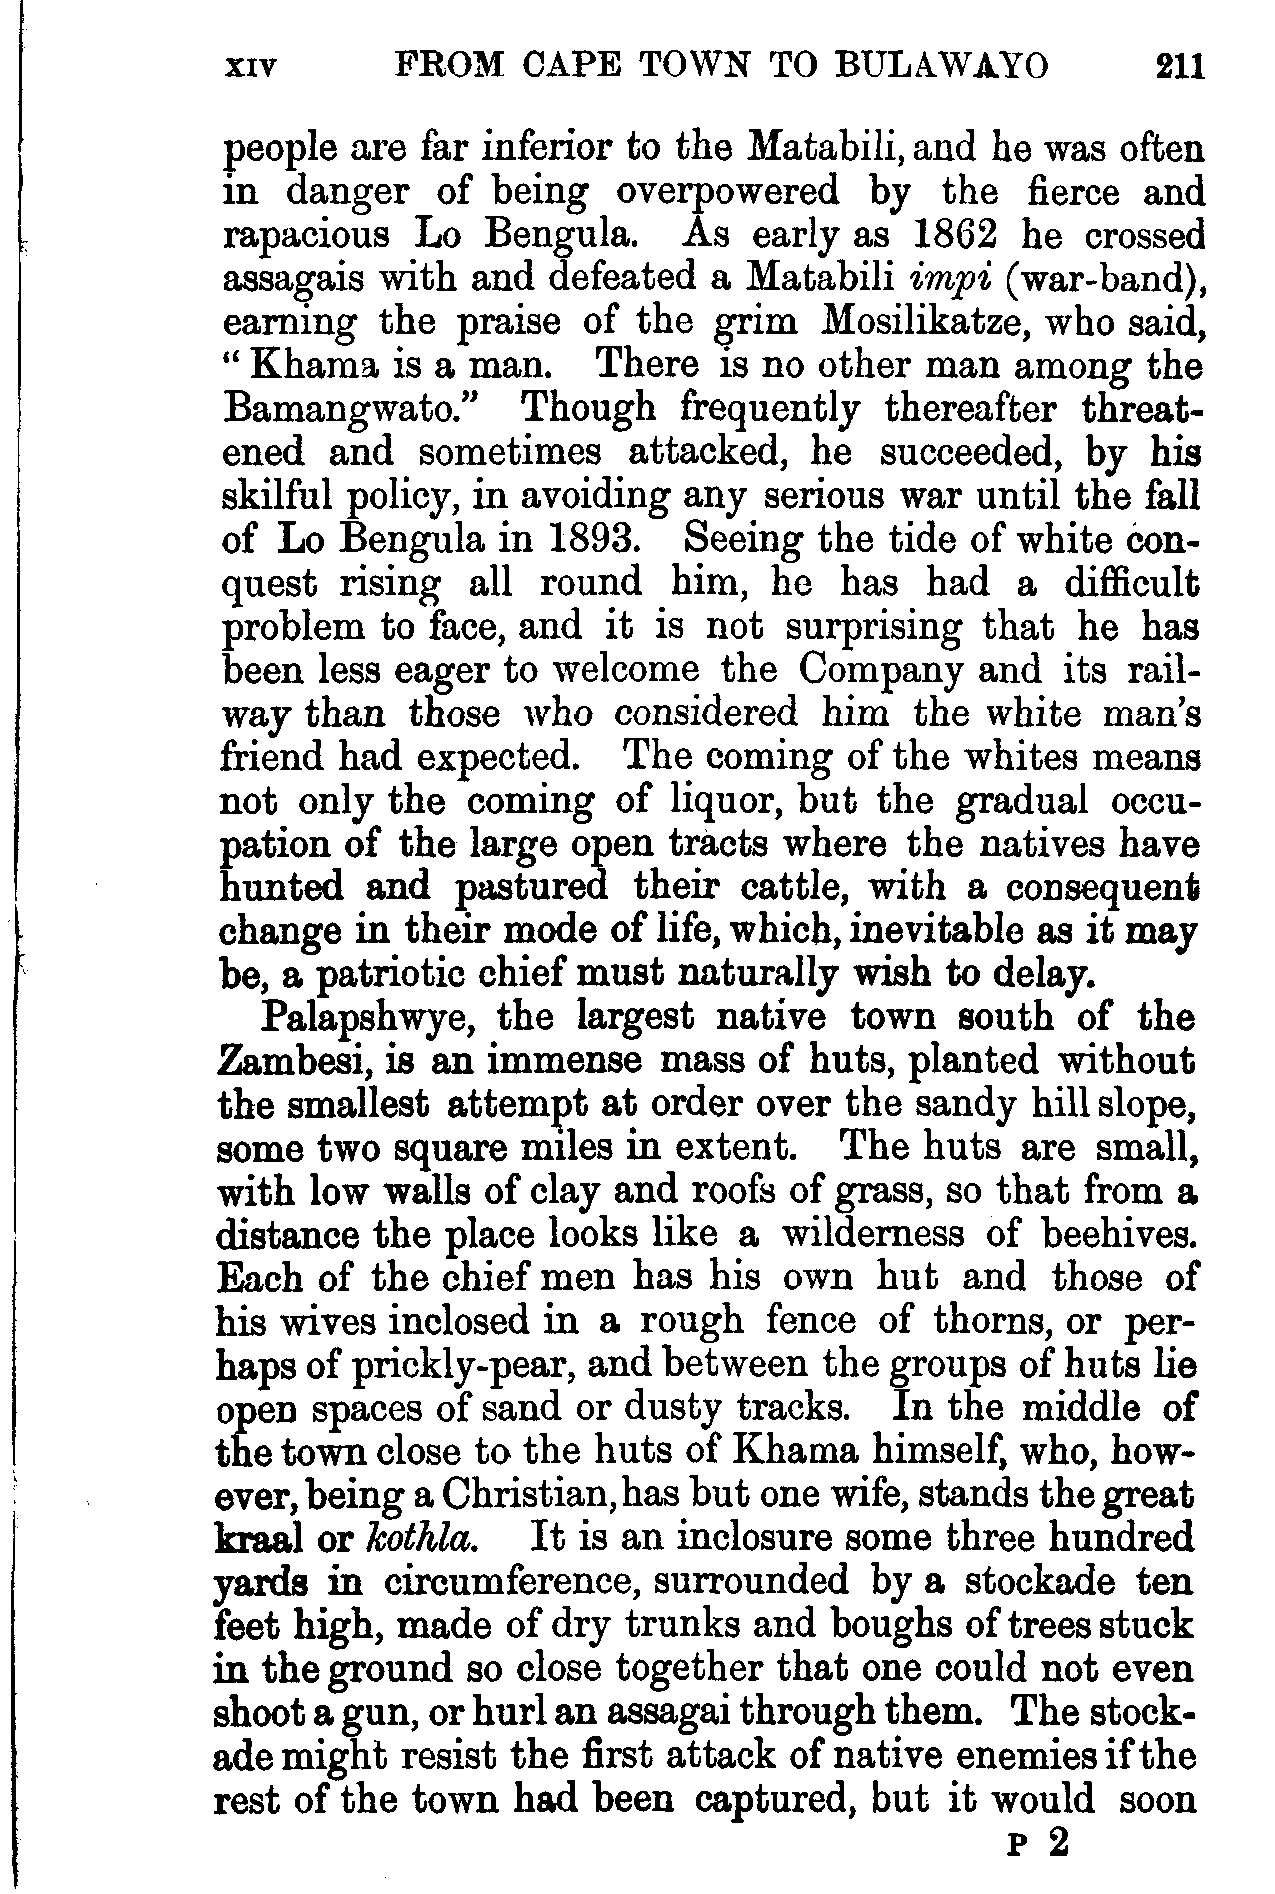 XIV FROM CAPE TOWN TO BULAWAYO 211
people are far inferior to the Matabili, and he was often
in danger of being overpowered by the fierce and
rapacious Lo Bengula. As early as 1862 he crossed
assagais with and defeated a Matabili impi (war-band),
earning the praise of the grim Mosilikatze, who said,
“Khama is a man. There is no other man among the
Bamangwato.” Though frequently thereafter threat-
ened and sometimes attacked, he succeeded, by his
skilful policy, in avoiding any serious war until the fall
of Lo Bengula in 1893. Seeing the tide of white con-
quest rising all round him, he has had a difficult
problem to face, and it is not surprising that he has
been less eager to welcome the Company and its rail-
way than those who considered him the white man’s
friend had expected. The coming of the whites means
not only the coming of liquor, but the gradual occu-
pation of the large open tracts where the natives have
hunted and pastured their cattle, with a consequent
change in their mode of life, which, inevitable as it may
be, a patriotic chief must naturally wish to delay.
Palapshwye, the largest native town south of the
Zambesi, is an immense mass of huts, planted without
the smallest attempt at order over the sandy hill slope,
some two square miles in extent. The huts are small,
with low walls of clay and roofs of grass, so that from a
distance the place looks like a wilderness of beehives.
Each of the chief men has his own hut and those of
his wives inclosed in a rough fence of thorns, or per-
haps of prickly-pear, and between the groups of huts lie
open spaces of sand or dusty tracks. In the middle of
the town close to the huts of Khama himself, who, how-
ever, being a Christian, has but one wife, stands the great
kraal or kothla. It is an inclosure some three hundred
yards in circumference, surrounded by a stockade ten
feet high, made of dry trunks and boughs of trees stuck
in the ground so close together that one could not even
shoot a gun, or hurl an assagai through them. The stock-
ade might resist the first attack of native enemies if the
rest of the town had been captured, but it would soon
P 2